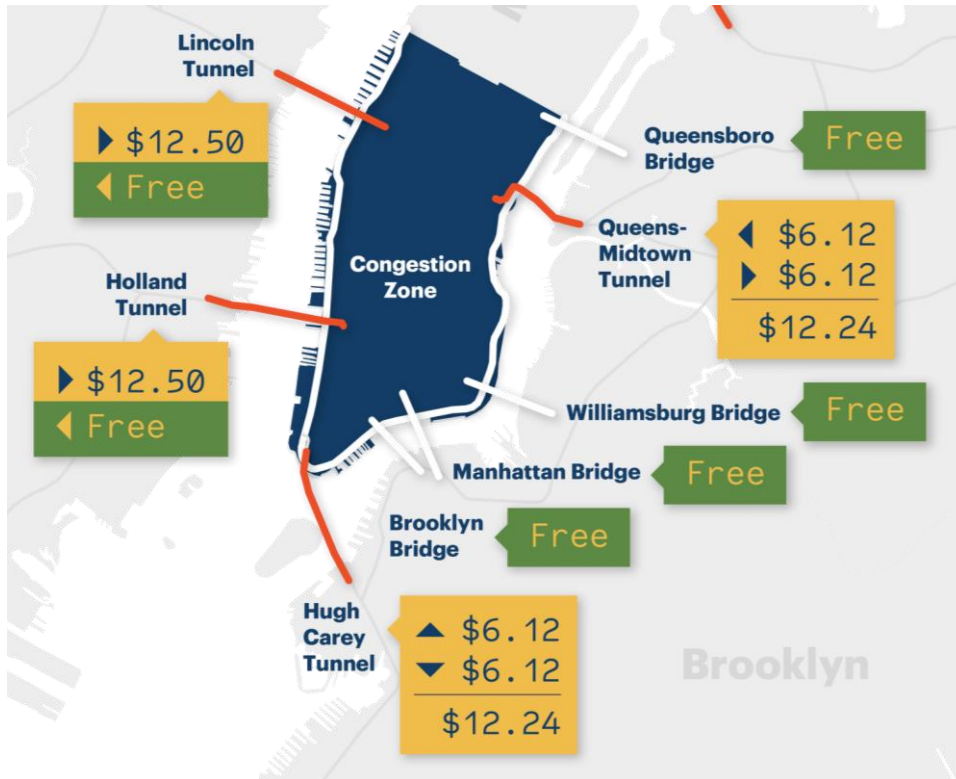 Lincoln
Tunnel
▶ $12.50
◀ Free
Queensboro
Bridge
Free
Queens-
Midtown
Tunnel
◀ $6.12
▶ $6.12
$12.24
Congestion
Zone
Holland
Tunnel
▶ $12.50
◀ Free
Williamsburg Bridge
Free
Manhattan Bridge
Free
Brooklyn
Bridge
Free
Hugh
Carey
Tunnel
▲ $6.12
▼ $6.12
$12.24
Brooklyn